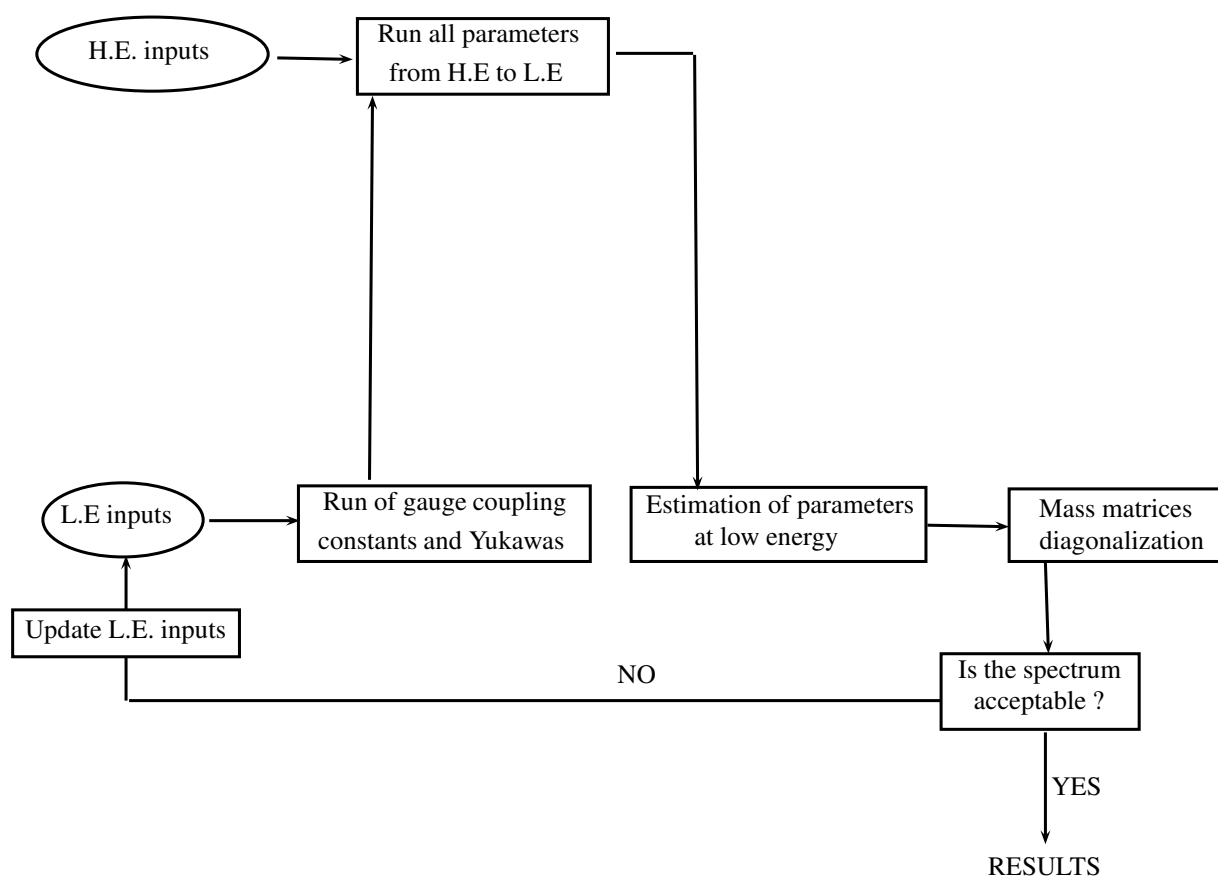 H.E. inputs
Run all parameters
from H.E to L.E
L.E inputs
Run of gauge coupling
constants and Yukawas
Estimation of parameters
at low energy
Mass matrices
diagonalization
Update L.E. inputs
NO
Is the spectrum
acceptable ?
YES
RESULTS